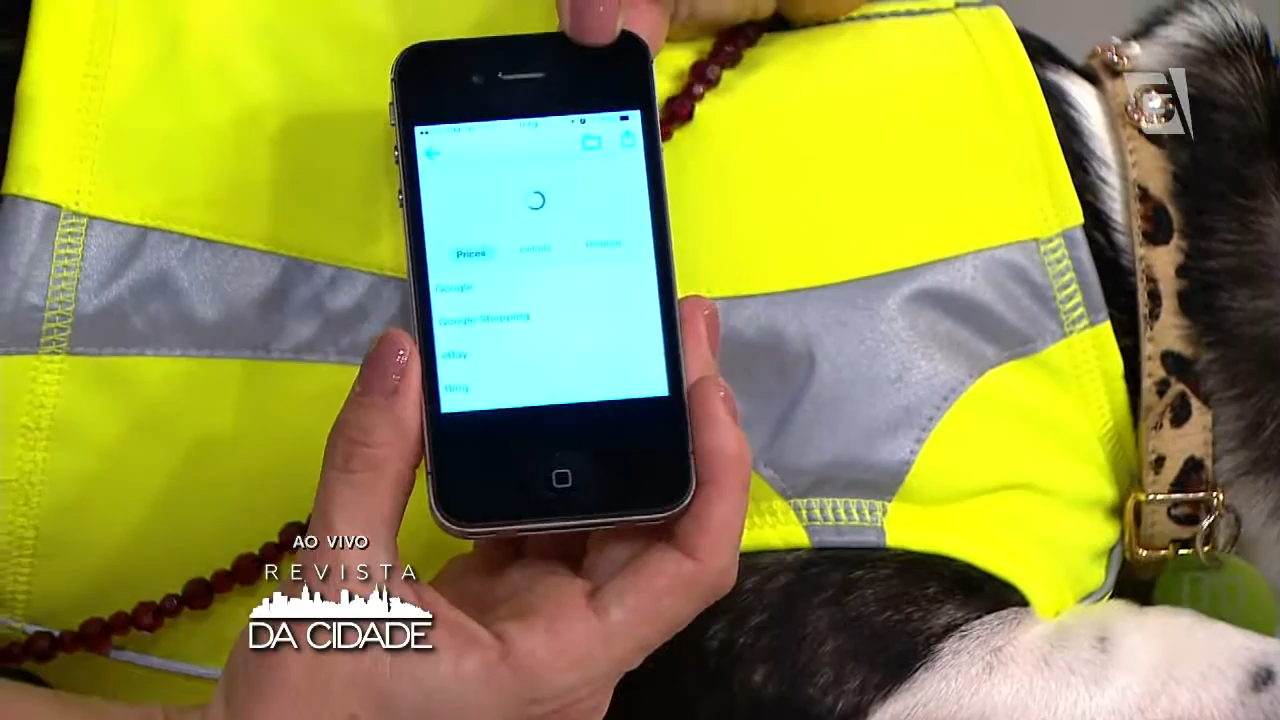 Prices
Google
Google Shopping
eBay
Bing
AO VIVO
REVISTA
DA CIDADE